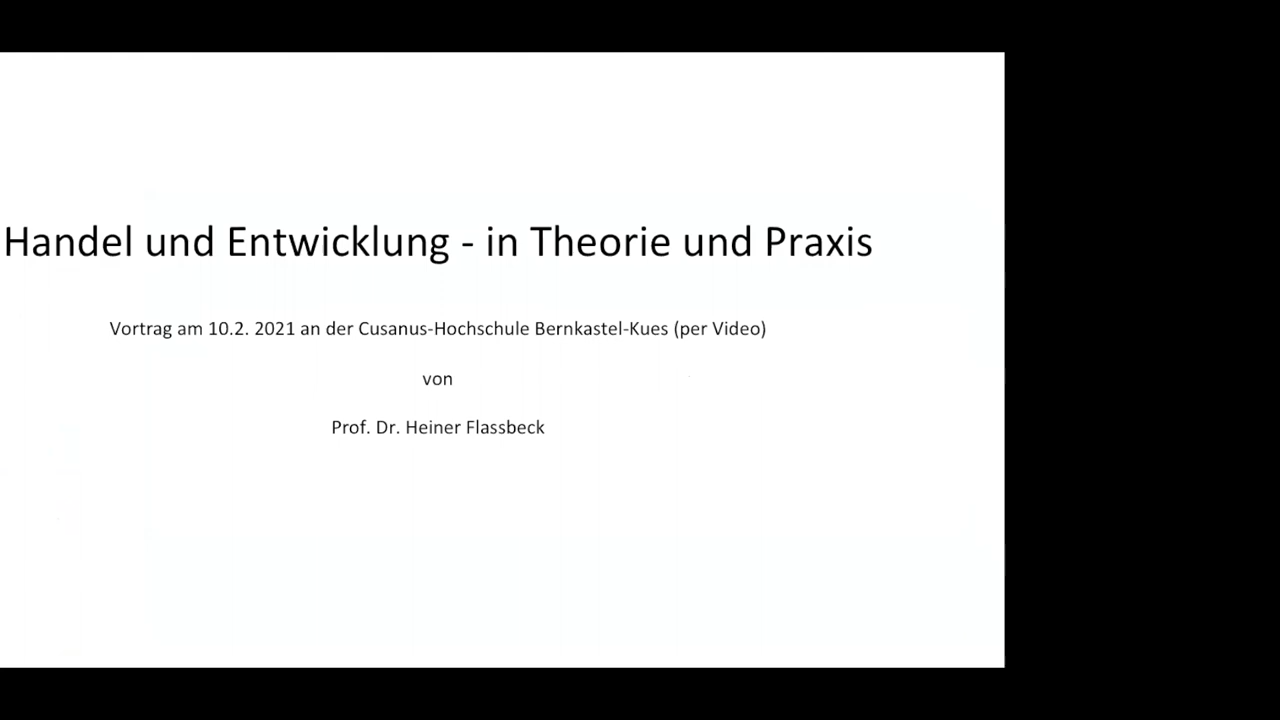 Handel und Entwicklung - in Theorie und Praxis
Vortrag am 10.2. 2021 an der Cusanus-Hochschule Bernkastel-Kues (per Video)
von
Prof. Dr. Heiner Flassbeck